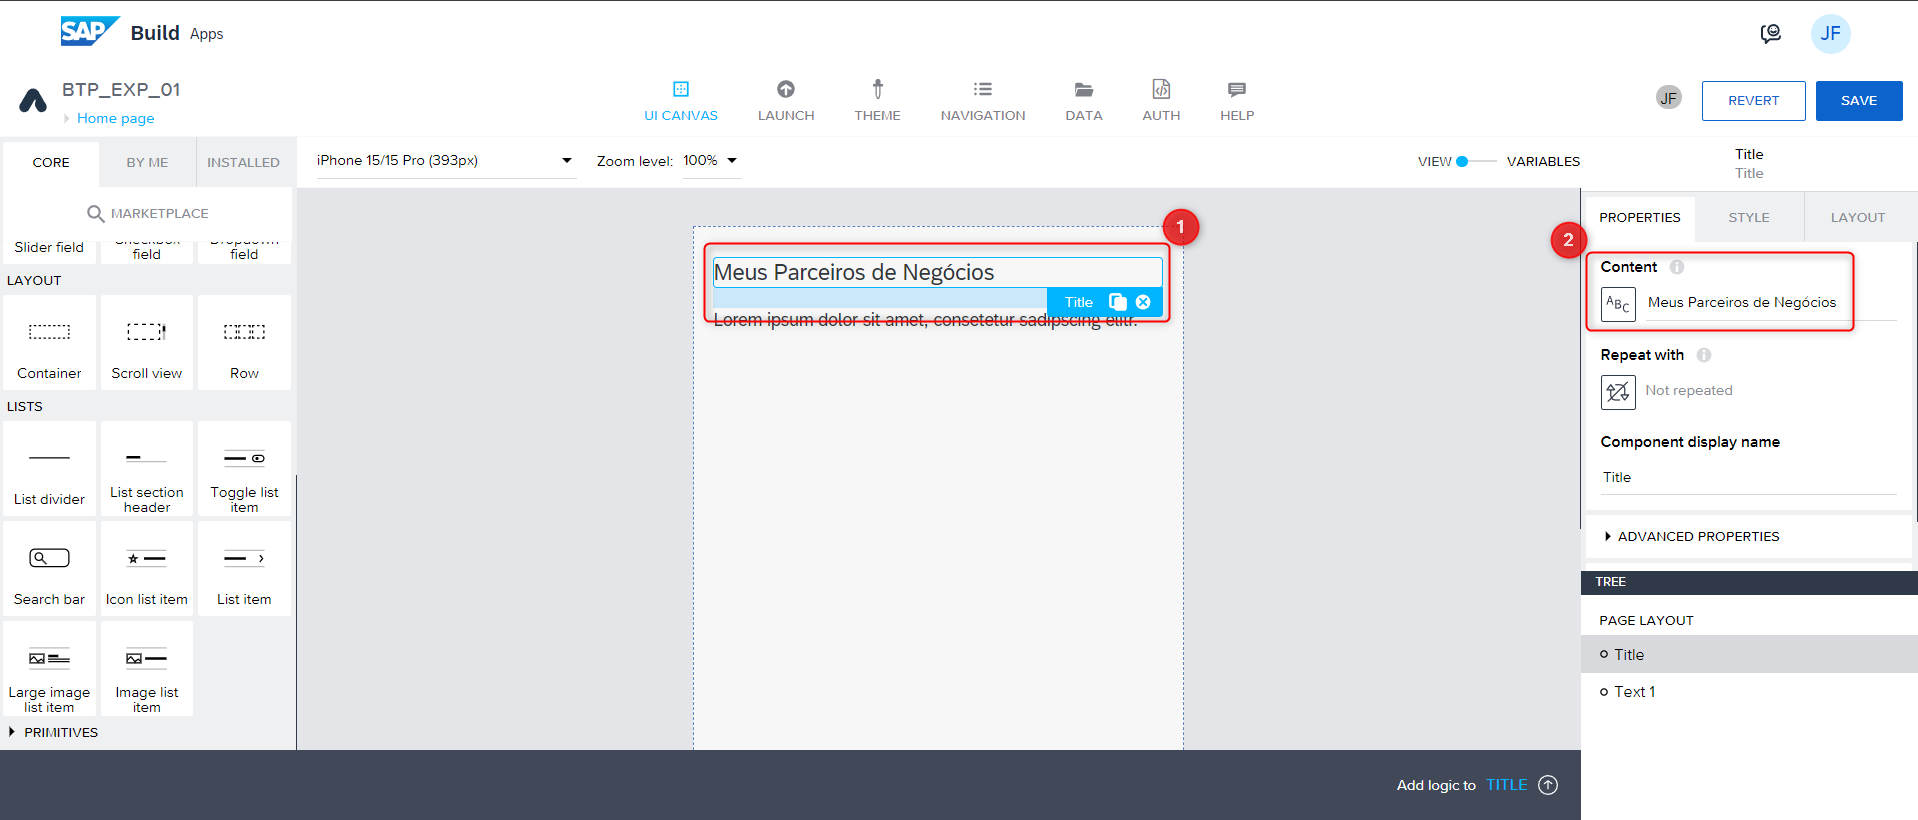 SAP Build Apps
JF
BTP_EXP_01
Home page
UI CANVAS
LAUNCH
THEME
NAVIGATION
DATA
AUTH
HELP
JF
REVERT
SAVE
CORE
BY ME
INSTALLED
iPhone 15/15 Pro (393px)
Zoom level: 100%
VIEW
VARIABLES
Title
Title
MARKETPLACE
Slider field
Checkbox field
Dropdown field
LAYOUT
Container
Scroll view
Row
LISTS
List divider
List section header
Toggle list item
Search bar
Icon list item
List item
Large image list item
Image list item
PRIMITIVES
1
Meus Parceiros de Negócios
Title
Lorem ipsum dolor sit amet, consetetur sadipscing elitr.
PROPERTIES
STYLE
LAYOUT
2
Content
ABC
Meus Parceiros de Negócios
Repeat with
Not repeated
Component display name
Title
ADVANCED PROPERTIES
TREE
PAGE LAYOUT
Title
Text 1
Add logic to TITLE